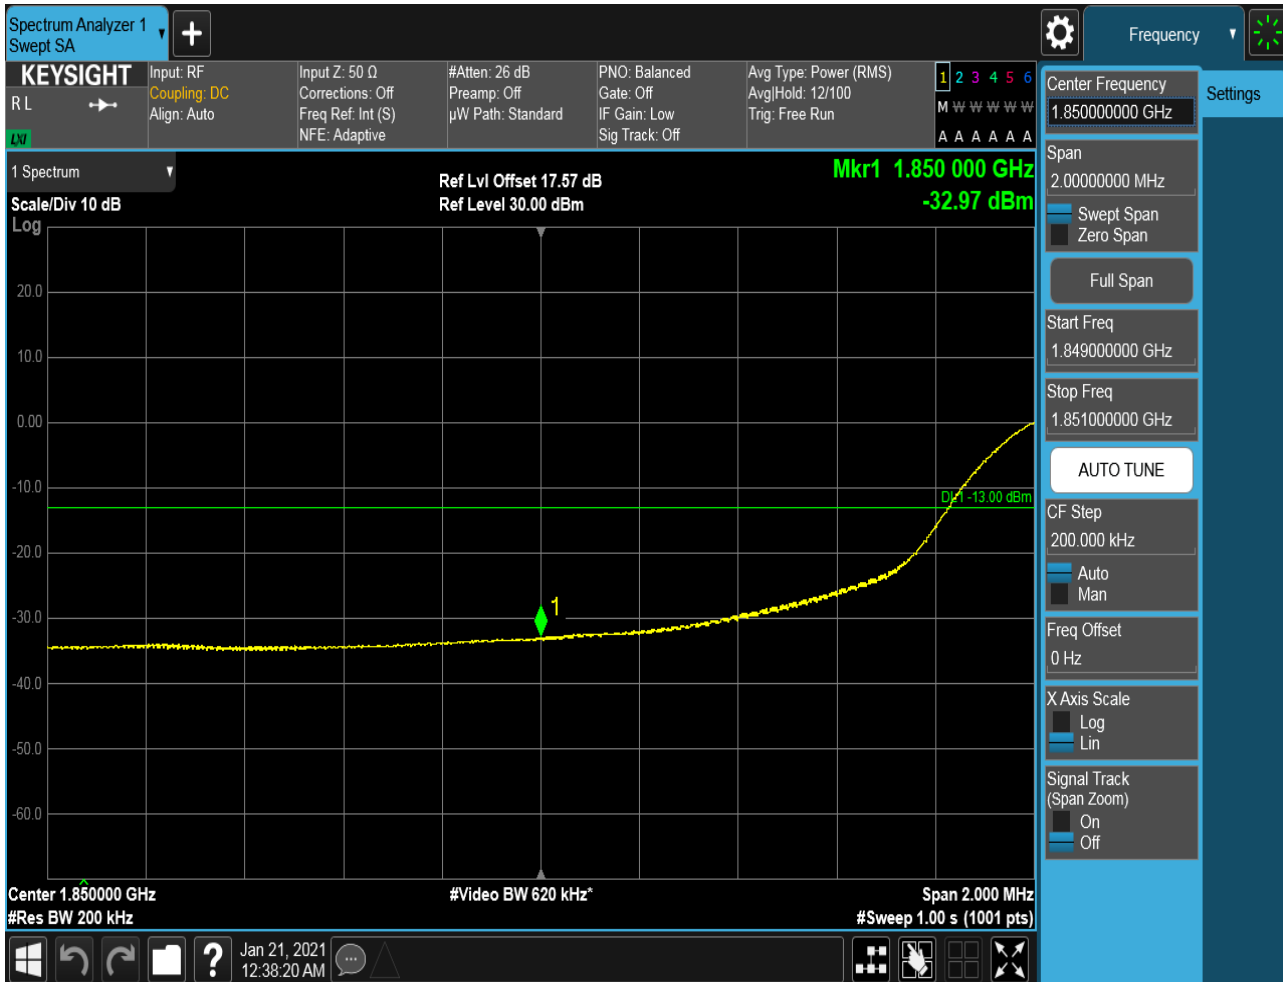 Spectrum Analyzer 1
Swept SA
Frequency
KEYSIGHT
R L
LXI
Input: RF
Coupling: DC
Align: Auto
Input Z: 50 Ω
Corrections: Off
Freq Ref: Int (S)
NFE: Adaptive
#Atten: 26 dB
Preamp: Off
µW Path: Standard
PNO: Balanced
Gate: Off
IF Gain: Low
Sig Track: Off
Avg Type: Power (RMS)
Avg|Hold: 12/100
Trig: Free Run
1 2 3 4 5 6
M W W W W W
A A A A A A
1 Spectrum
Scale/Div 10 dB
Log
Ref Lvl Offset 17.57 dB
Ref Level 30.00 dBm
Mkr1 1.850 000 GHz
-32.97 dBm
20.0
10.0
0.00
-10.0
DL1 -13.00 dBm
-20.0
1
-30.0
-40.0
-50.0
-60.0
Center 1.850000 GHz
#Res BW 200 kHz
#Video BW 620 kHz*
Span 2.000 MHz
#Sweep 1.00 s (1001 pts)
Jan 21, 2021
12:38:20 AM
Center Frequency
1.850000000 GHz
Settings
Span
2.00000000 MHz
Swept Span
Zero Span
Full Span
Start Freq
1.849000000 GHz
Stop Freq
1.851000000 GHz
AUTO TUNE
CF Step
200.000 kHz
Auto
Man
Freq Offset
0 Hz
X Axis Scale
Log
Lin
Signal Track
(Span Zoom)
On
Off